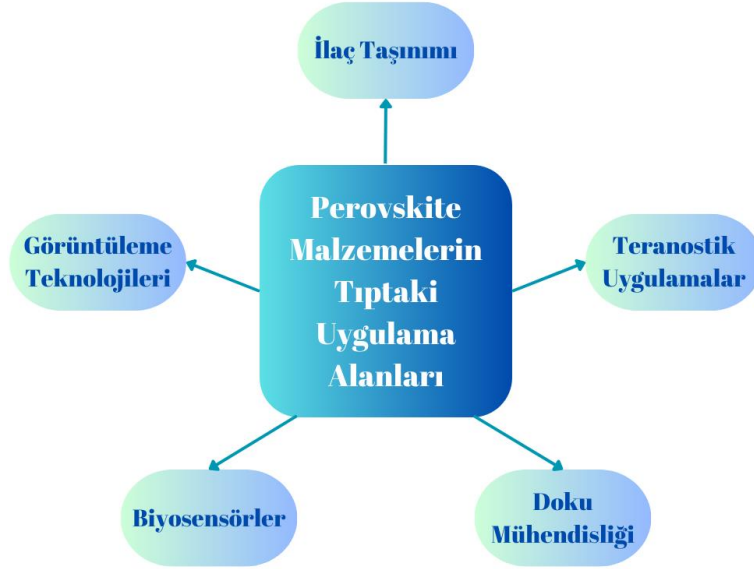 İlaç Taşınımı
Perovskite
Malzemelerin
Tıptaki
Uygulama
Alanları
Görüntüleme
Teknolojileri
Teranostik
Uygulamalar
Biyosensörler
Doku
Mühendisliği